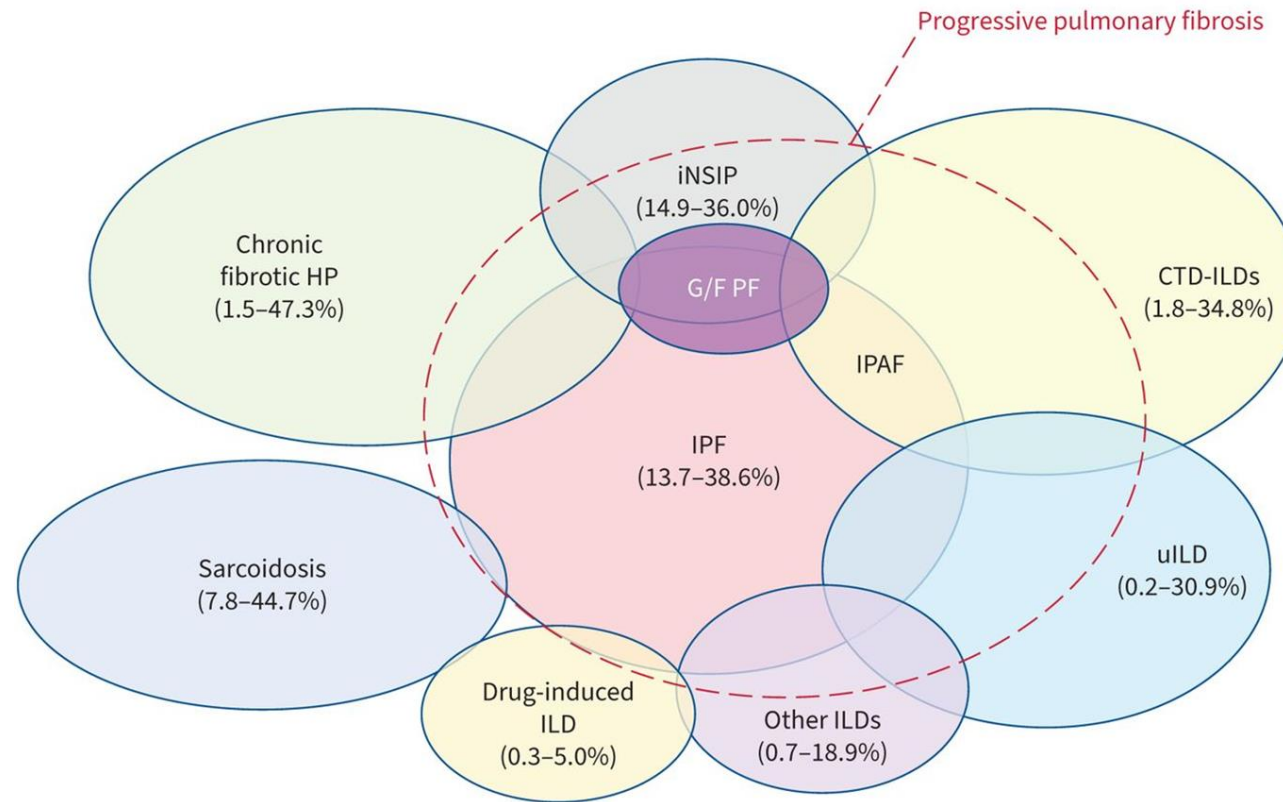 Progressive pulmonary fibrosis
iNSIP
(14.9–36.0%)
Chronic
fibrotic HP
(1.5–47.3%)
G/F PF
CTD-ILDs
(1.8–34.8%)
IPAF
IPF
(13.7–38.6%)
Sarcoidosis
(7.8–44.7%)
uILD
(0.2–30.9%)
Drug-induced
ILD
(0.3–5.0%)
Other ILDs
(0.7–18.9%)